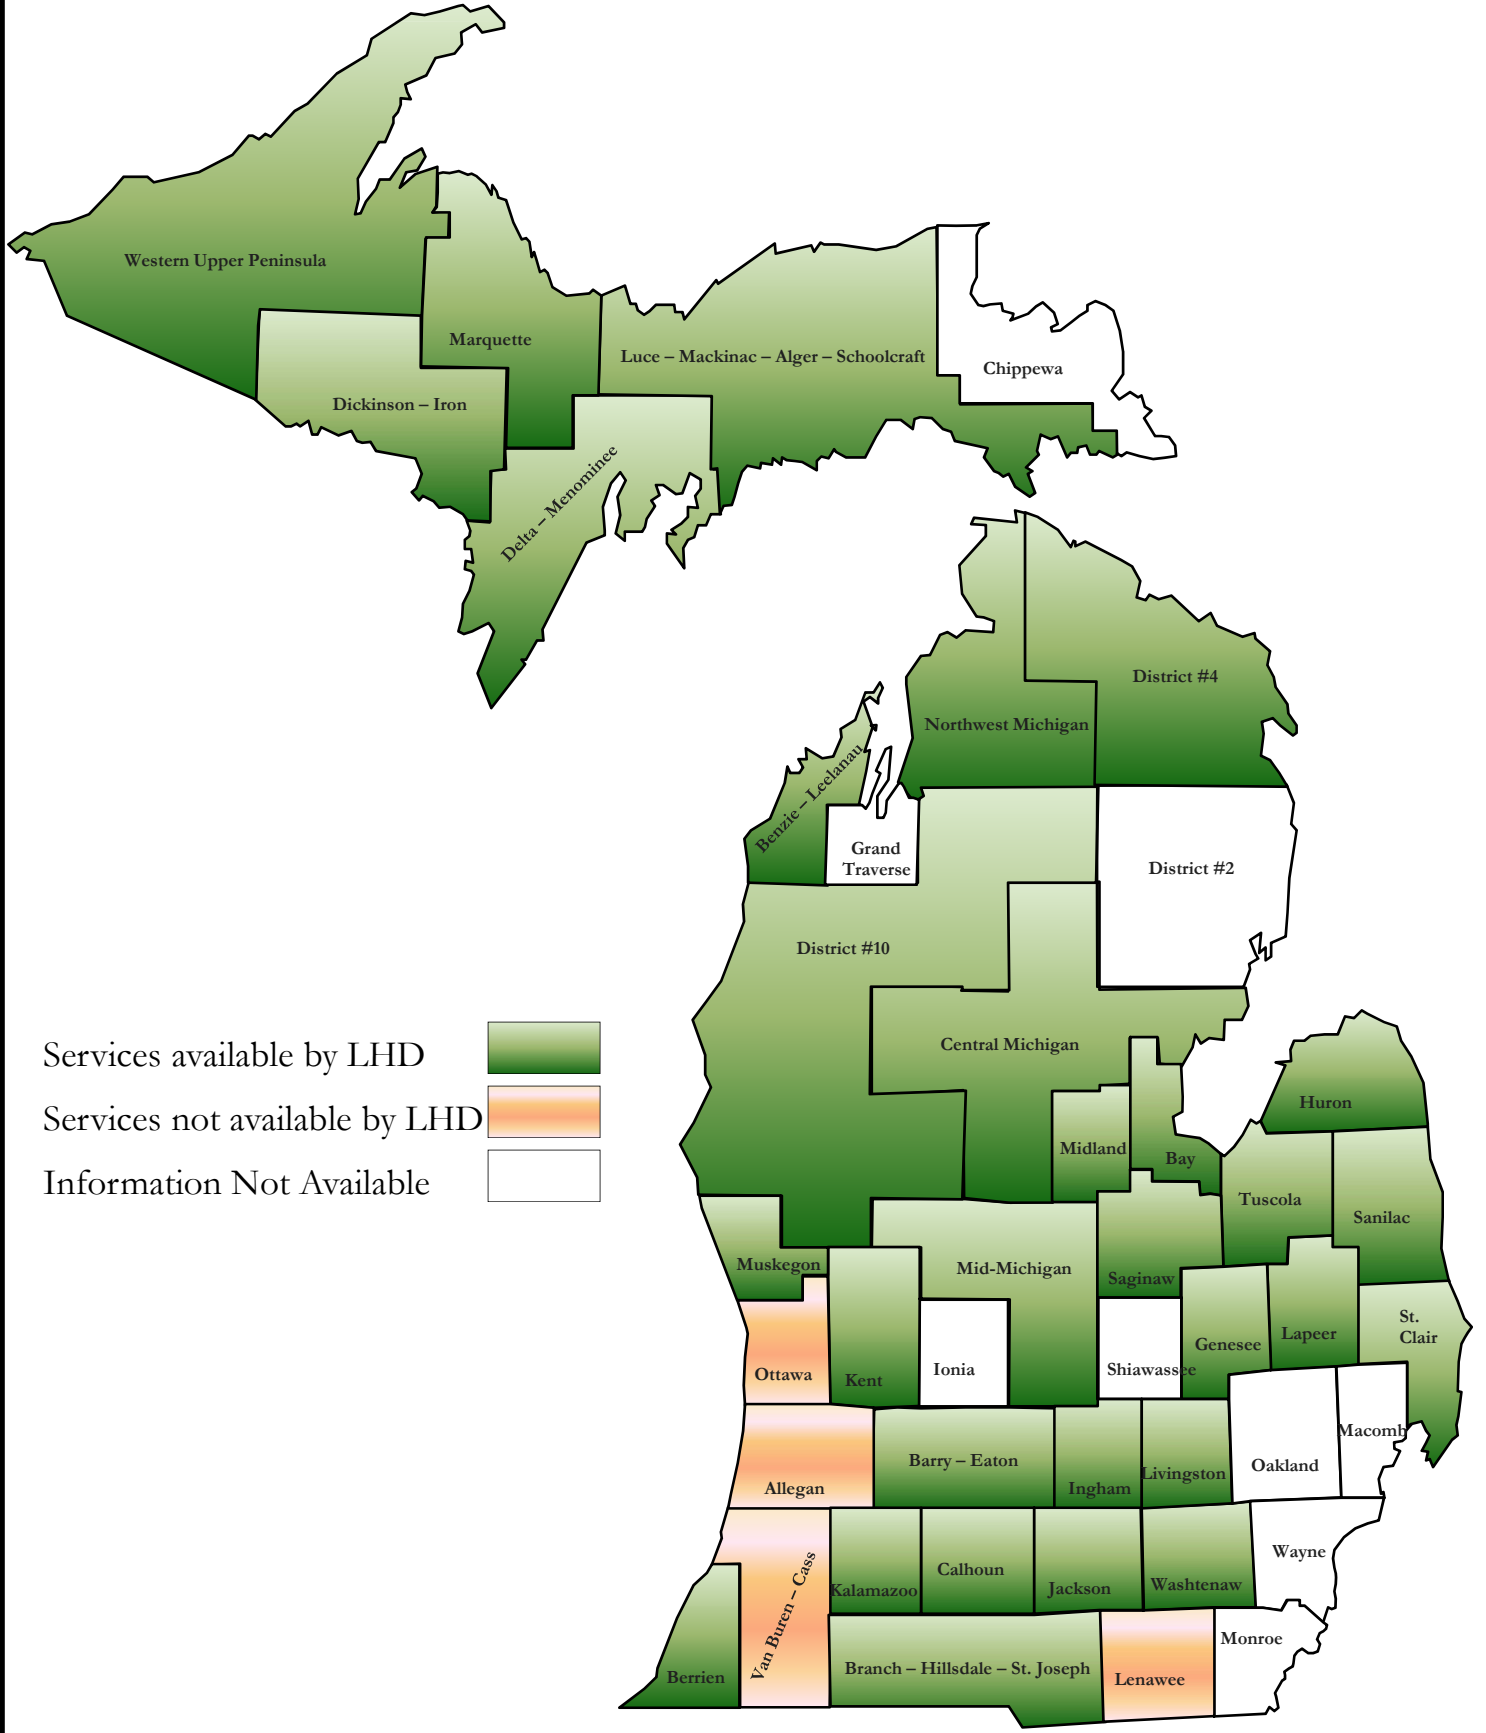 Western Upper Peninsula
Marquette
Luce – Mackinac – Alger – Schoolcraft
Chippewa
Dickinson – Iron
Delta – Menominee
District #4
Northwest Michigan
Benzie – Leelanau
Grand
Traverse
District #2
District #10
Central Michigan
Services available by LHD
Services not available by LHD
Information Not Available
Huron
Midland
Bay
Tuscola
Sanilac
Muskegon
Mid-Michigan
Saginaw
St.
Clair
Lapeer
Genesee
Ottawa
Kent
Ionia
Shiawassee
Macomb
Oakland
Barry – Eaton
Livingston
Allegan
Ingham
Wayne
Calhoun
Van Buren – Cass
Kalamazoo
Jackson
Washtenaw
Monroe
Branch – Hillsdale – St. Joseph
Berrien
Lenawee